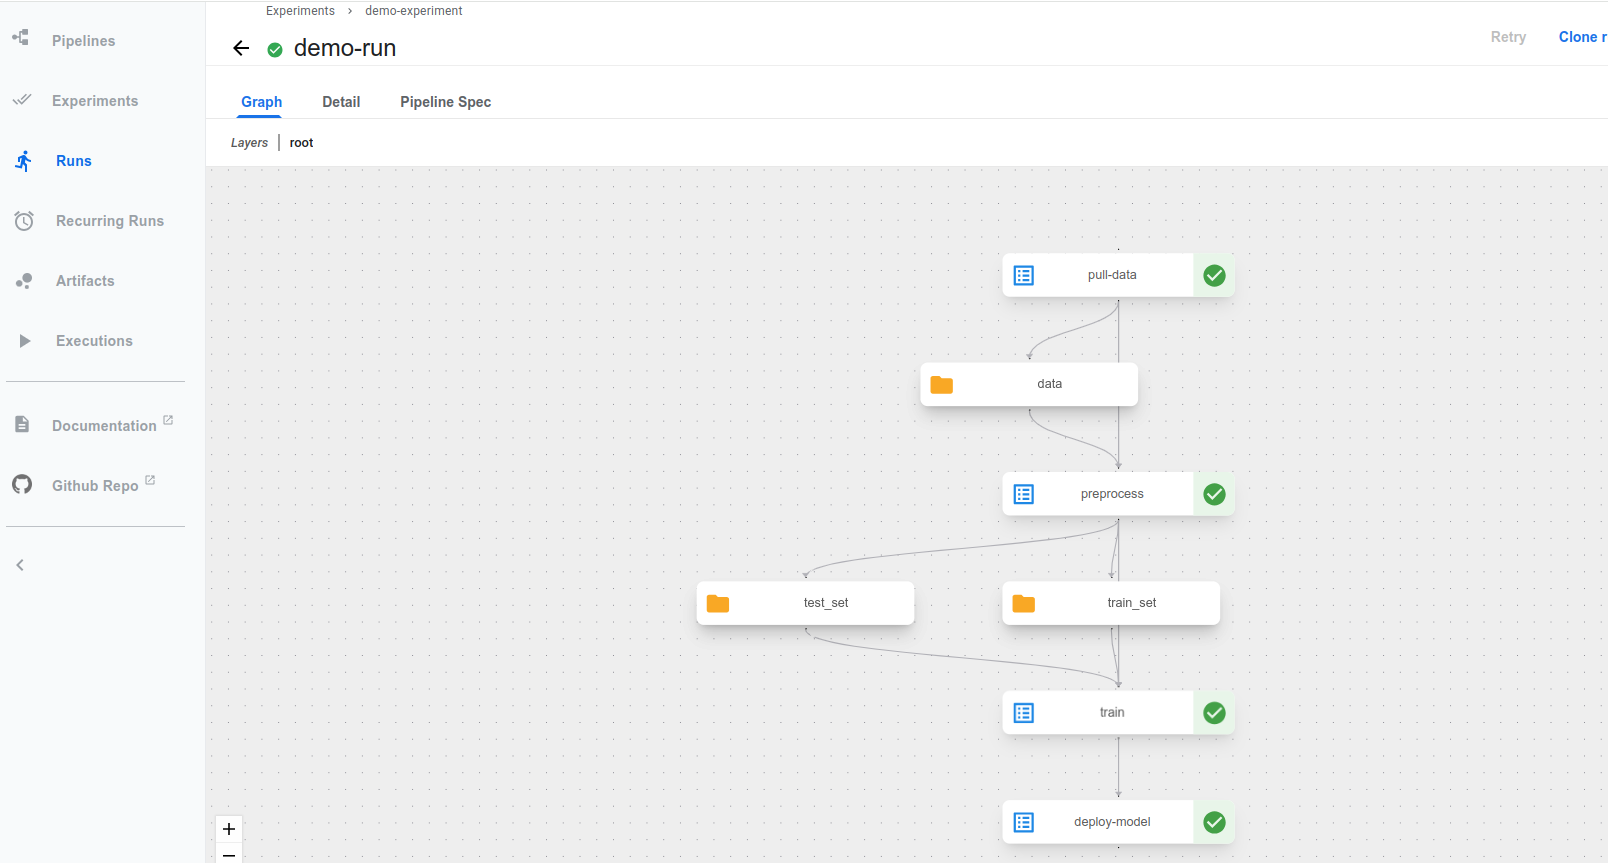 Experiments > demo-experiment
demo-run
Retry
Clone r
Pipelines
Experiments
Runs
Recurring Runs
Artifacts
Executions
Documentation
Github Repo
Graph
Detail
Pipeline Spec
Layers
root
pull-data
data
preprocess
test_set
train_set
train
deploy-model
+
−